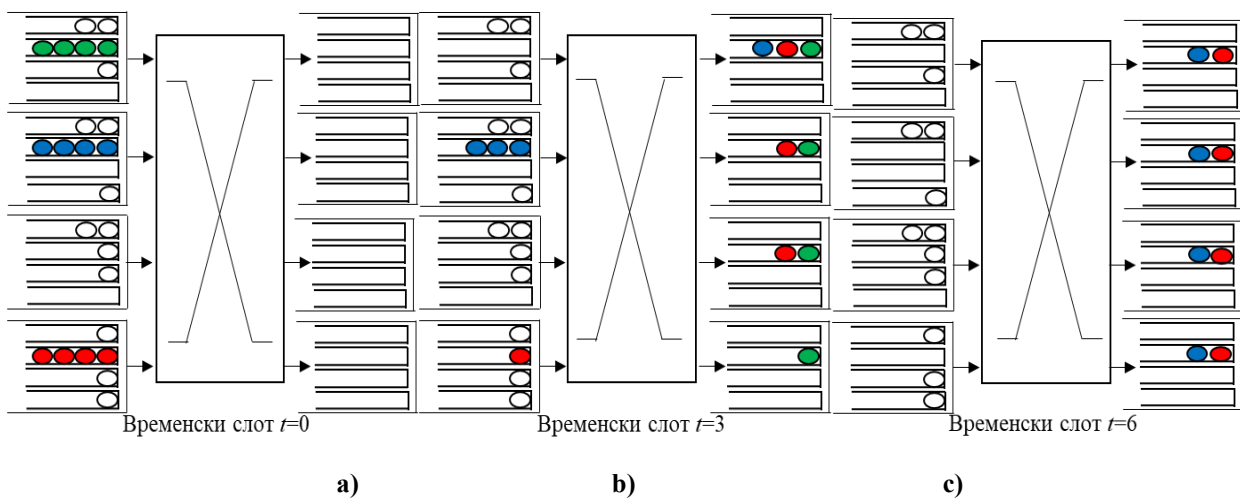 Временски слот t=0
Временски слот t=3
Временски слот t=6
a)
b)
c)